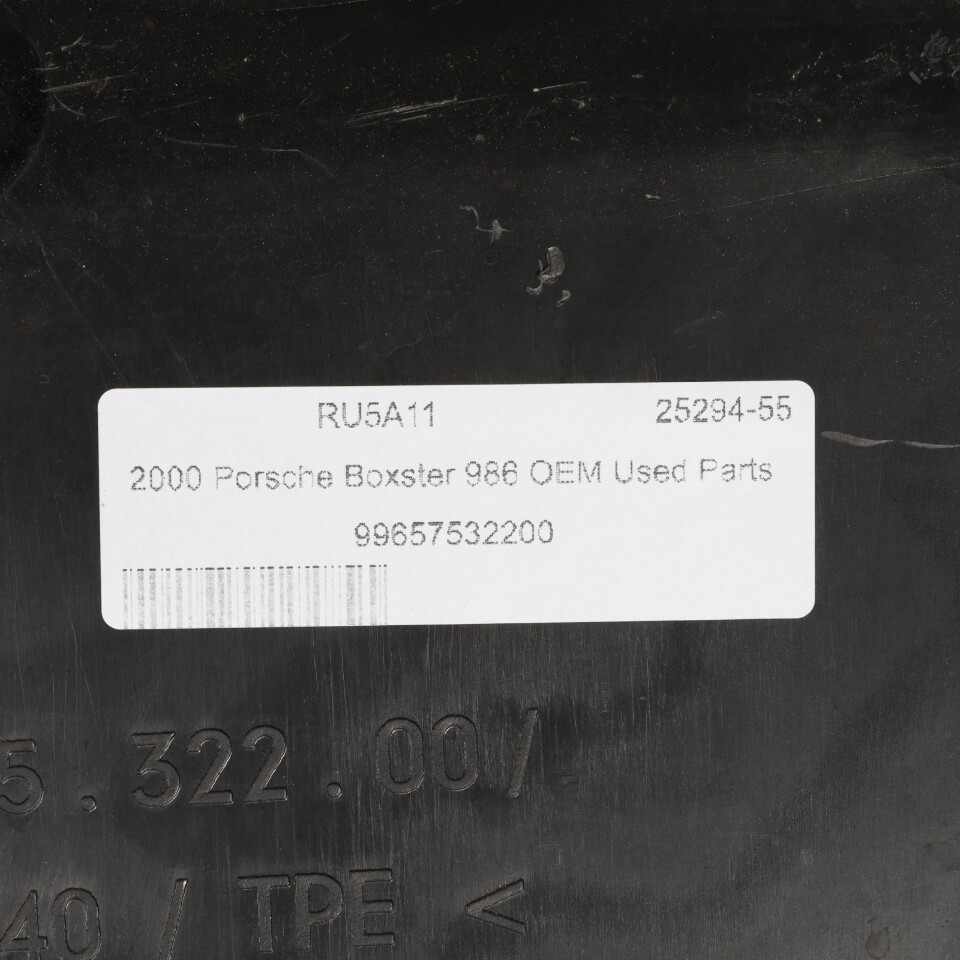 RU5A11 25294-55
2000 Porsche Boxster 986 OEM Used Parts
99657532200
5.322.00/
40 / TPE <